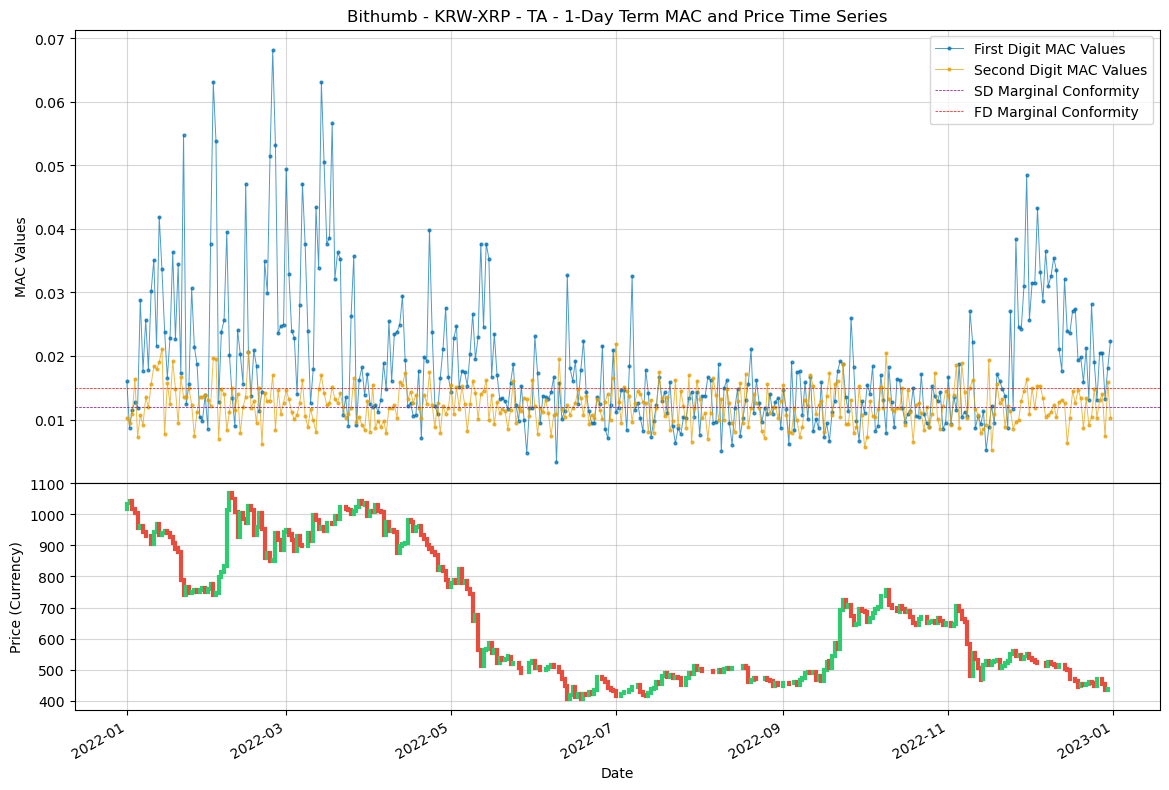 Bithumb - KRW-XRP - TA - 1-Day Term MAC and Price Time Series
First Digit MAC Values
Second Digit MAC Values
SD Marginal Conformity
FD Marginal Conformity
MAC Values
0.07
0.06
0.05
0.04
0.03
0.02
0.01
Price (Currency)
1100
1000
900
800
700
600
500
400
2022-01
2022-03
2022-05
2022-07
2022-09
2022-11
2023-01
Date